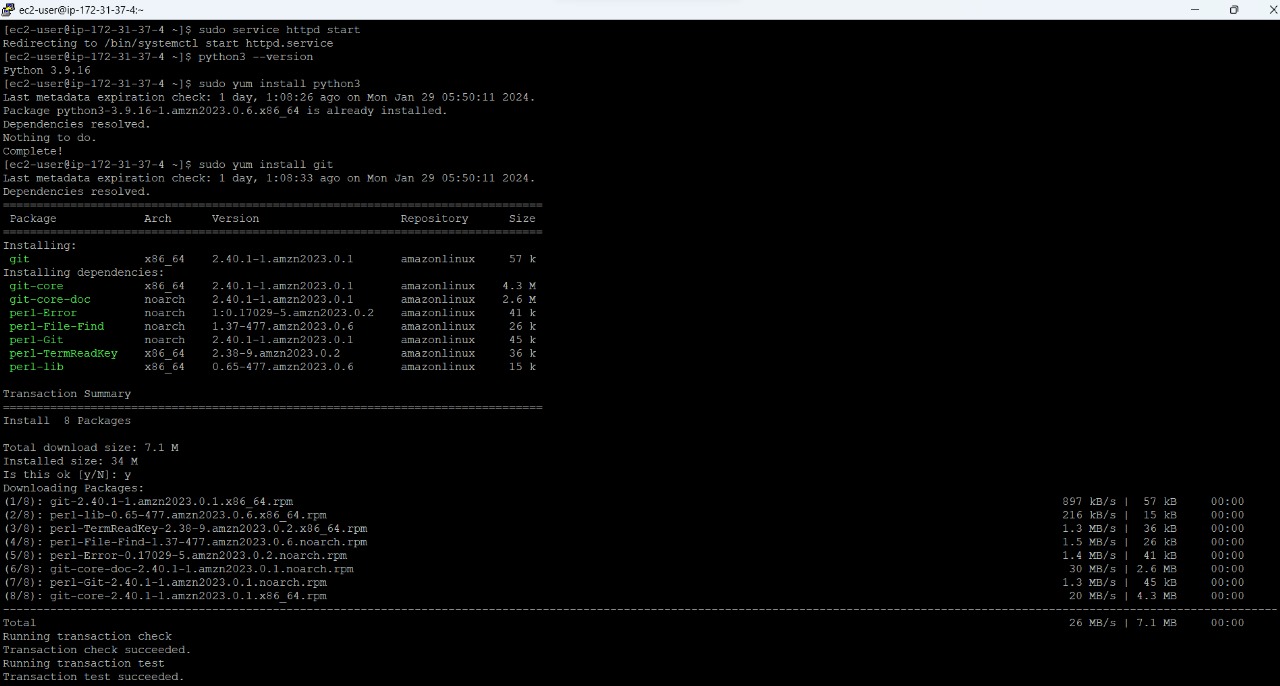 ec2-user@ip-172-31-37-4:~
[ec2-user@ip-172-31-37-4 ~]$ sudo service httpd start
Redirecting to /bin/systemctl start httpd.service
[ec2-user@ip-172-31-37-4 ~]$ python3 --version
Python 3.9.16
[ec2-user@ip-172-31-37-4 ~]$ sudo yum install python3
Last metadata expiration check: 1 day, 1:08:26 ago on Mon Jan 29 05:50:11 2024.
Package python3-3.9.16-1.amzn2023.0.6.x86_64 is already installed.
Dependencies resolved.
Nothing to do.
Complete!
[ec2-user@ip-172-31-37-4 ~]$ sudo yum install git
Last metadata expiration check: 1 day, 1:08:33 ago on Mon Jan 29 05:50:11 2024.
Dependencies resolved.
================================================================================
Package Arch Version Repository Size
================================================================================
Installing:
git x86_64 2.40.1-1.amzn2023.0.1 amazonlinux 57 k
Installing dependencies:
git-core x86_64 2.40.1-1.amzn2023.0.1 amazonlinux 4.3 M
git-core-doc noarch 2.40.1-1.amzn2023.0.1 amazonlinux 2.6 M
perl-Error noarch 1:0.17029-5.amzn2023.0.2 amazonlinux 41 k
perl-File-Find noarch 1.37-477.amzn2023.0.6 amazonlinux 26 k
perl-Git noarch 2.40.1-1.amzn2023.0.1 amazonlinux 45 k
perl-TermReadKey x86_64 2.38-9.amzn2023.0.2 amazonlinux 36 k
perl-lib x86_64 0.65-477.amzn2023.0.6 amazonlinux 15 k
Transaction Summary
================================================================================
Install 8 Packages
Total download size: 7.1 M
Installed size: 34 M
Is this ok [y/N]: y
Downloading Packages:
(1/8): git-2.40.1-1.amzn2023.0.1.x86_64.rpm 897 kB/s | 57 kB 00:00
(2/8): perl-lib-0.65-477.amzn2023.0.6.x86_64.rpm 216 kB/s | 15 kB 00:00
(3/8): perl-TermReadKey-2.38-9.amzn2023.0.2.x86_64.rpm 1.3 MB/s | 36 kB 00:00
(4/8): perl-File-Find-1.37-477.amzn2023.0.6.noarch.rpm 1.5 MB/s | 26 kB 00:00
(5/8): perl-Error-0.17029-5.amzn2023.0.2.noarch.rpm 1.4 MB/s | 41 kB 00:00
(6/8): git-core-doc-2.40.1-1.amzn2023.0.1.noarch.rpm 30 MB/s | 2.6 MB 00:00
(7/8): perl-Git-2.40.1-1.amzn2023.0.1.noarch.rpm 1.3 MB/s | 45 kB 00:00
(8/8): git-core-2.40.1-1.amzn2023.0.1.x86_64.rpm 20 MB/s | 4.3 MB 00:00
--------------------------------------------------------------------------------
Total 26 MB/s | 7.1 MB 00:00
Running transaction check
Transaction check succeeded.
Running transaction test
Transaction test succeeded.